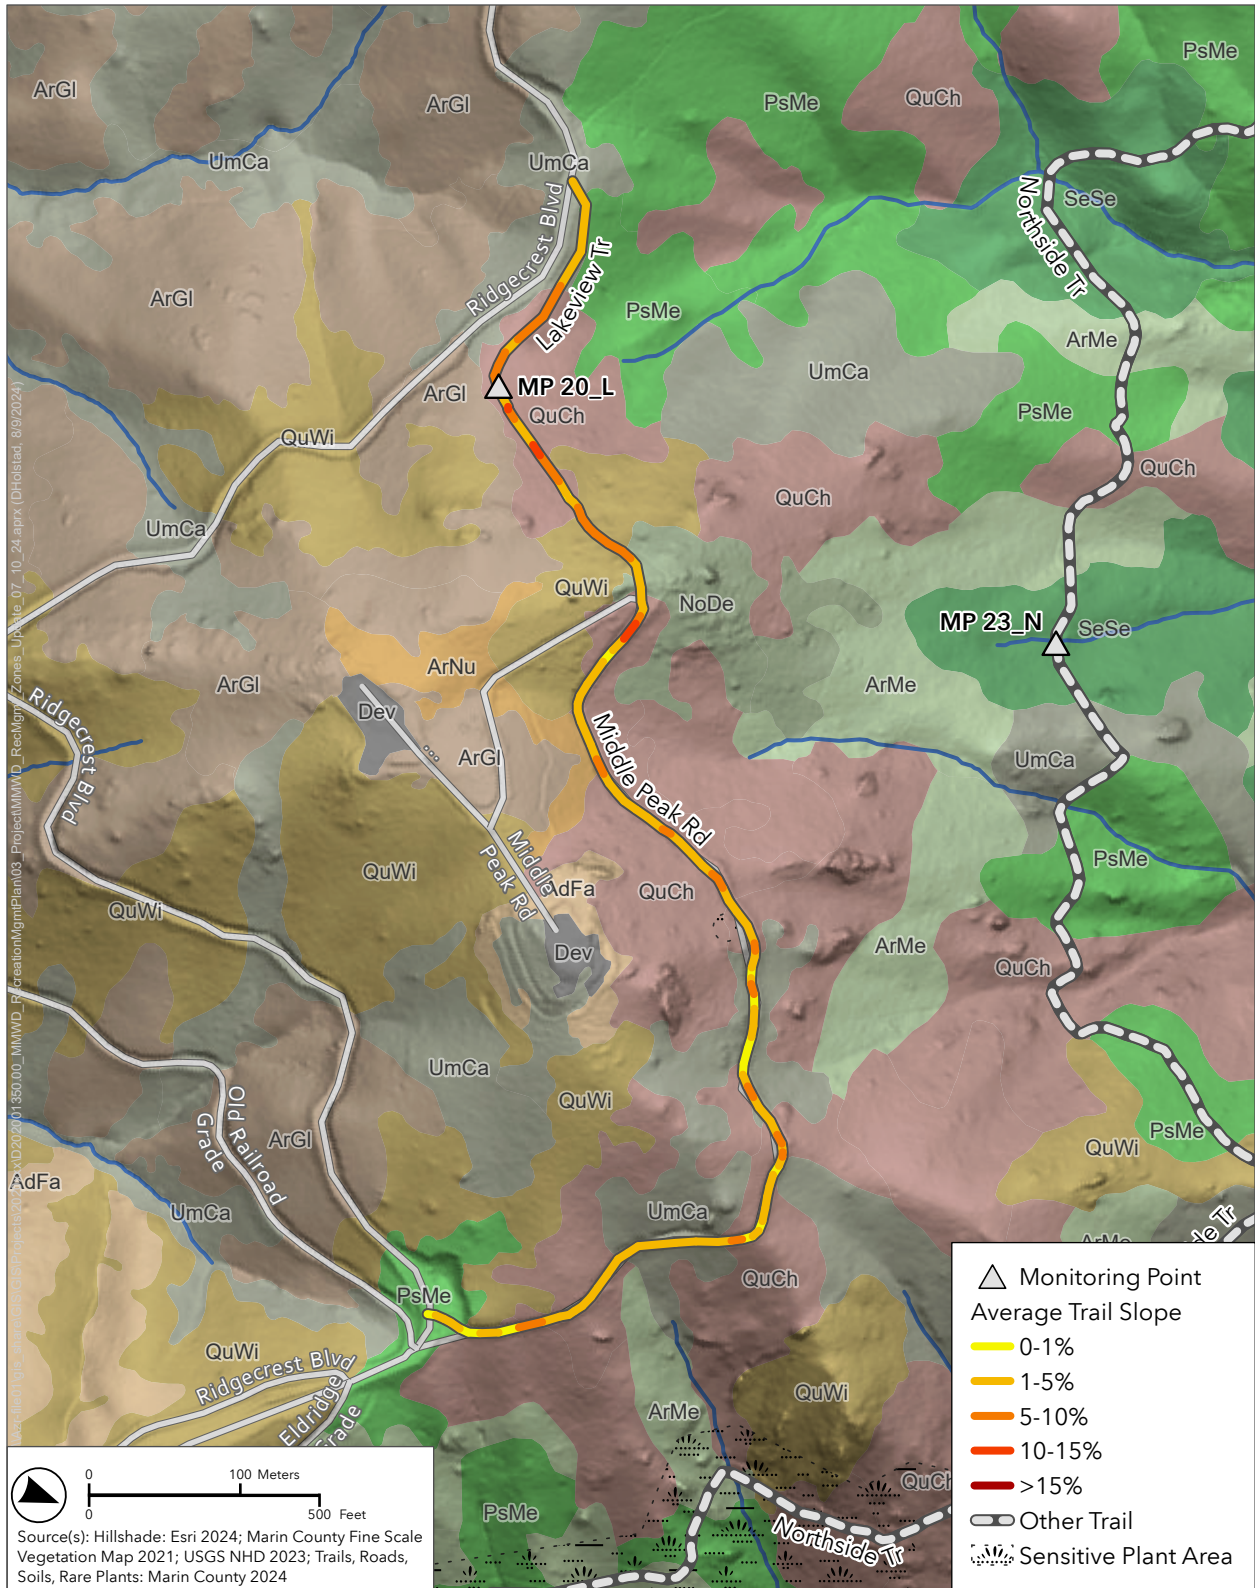 PsMe
ArGl
ArGl
PsMe
QuCh
UmCa
UmCa
SeSe
Northside Tr
Ridgecrest Blvd
Lakeview Tr
ArGl
PsMe
ArMe
UmCa
ArGl
MP 20_L
QuCh
PsMe
QuWi
QuCh
QuCh
UmCa
QuWi
NoDe
MP 23_N
SeSe
ArNu
ArGl
ArMe
Ridgecrest Blvd
Dev
Middle Peak Rd
ArGl
UmCa
QuWi
Middle
Peak Rd
PsMe
AdFa
QuCh
QuWi
Dev
ArMe
QuCh
UmCa
QuWi
Old Railroad
Grade
ArGl
QuWi
PsMe
AdFa
UmCa
UmCa
de Tr
ArMe
QuCh
PsMe
QuWi
Ridgecrest Blvd
Eldridge
Grade
QuWi
ArMe
QuCh
PsMe
Northside Tr
Monitoring Point
Average Trail Slope
0-1%
1-5%
5-10%
10-15%
>15%
Other Trail
Sensitive Plant Area
0 100 Meters
0 500 Feet
Source(s): Hillshade: Esri 2024; Marin County Fine Scale
Vegetation Map 2021; USGS NHD 2023; Trails, Roads,
Soils, Rare Plants: Marin County 2024